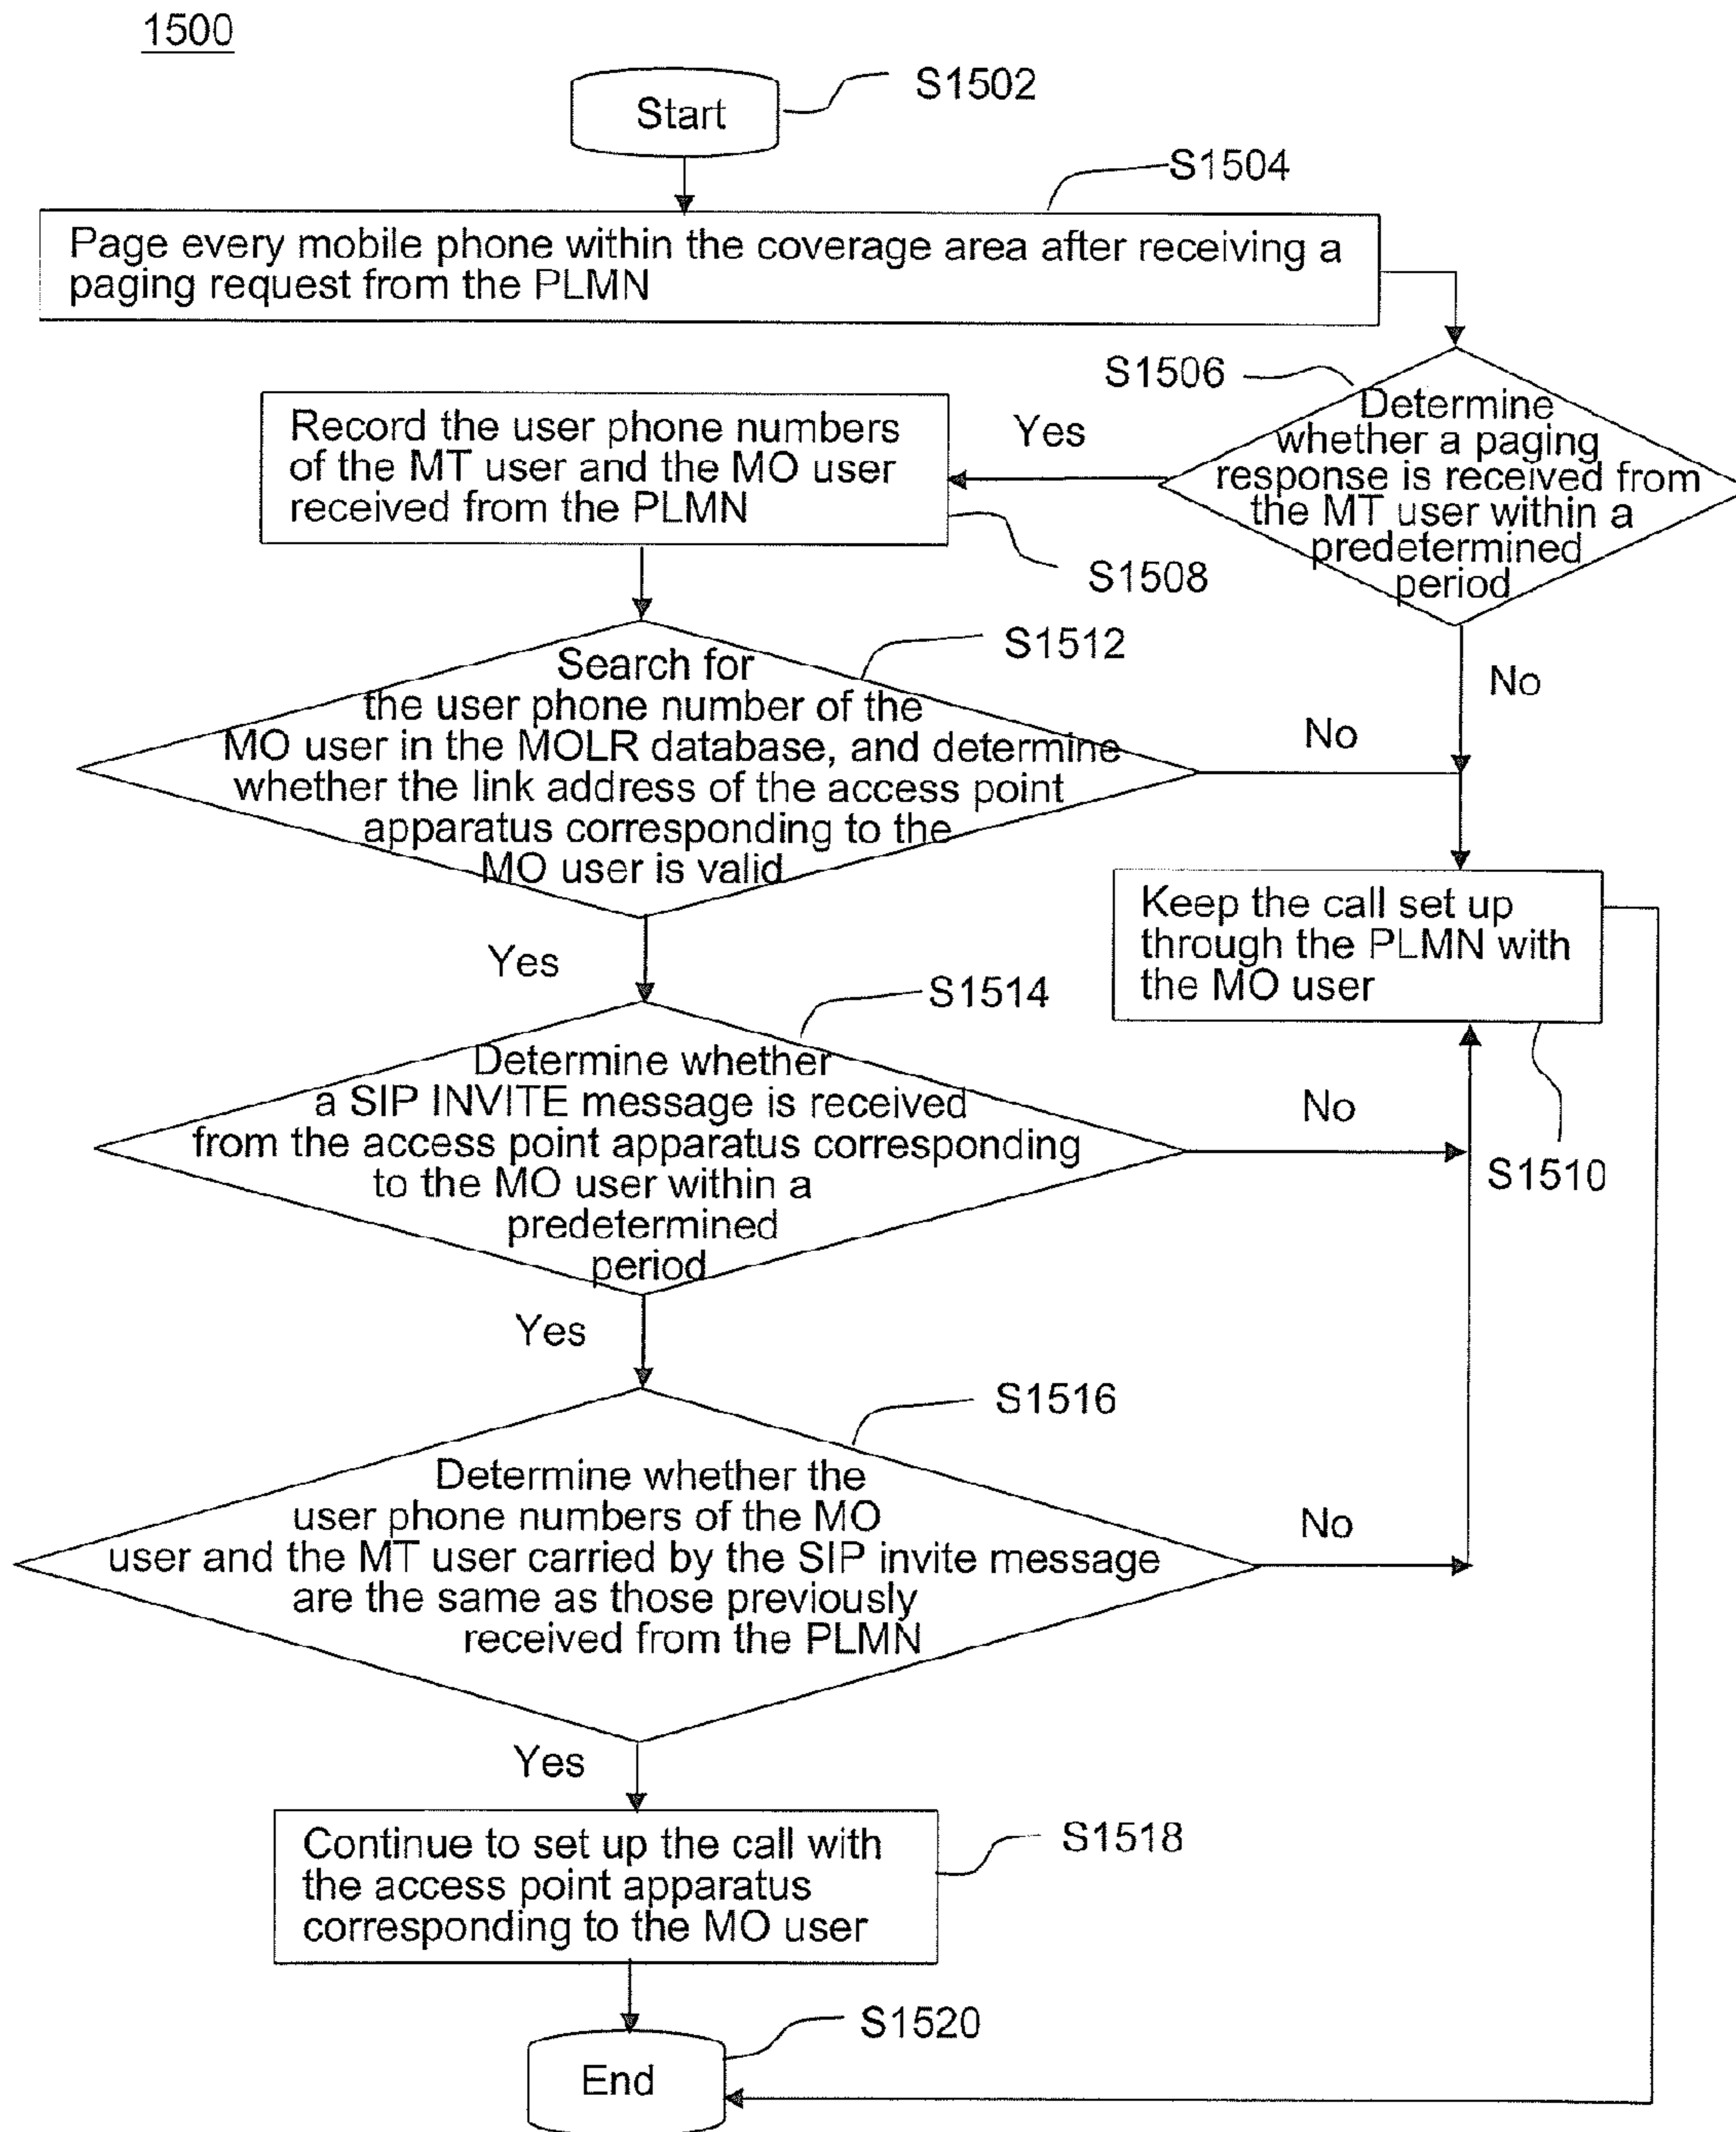 1500
Start
S1502
S1504
Page every mobile phone within the coverage area after receiving a
paging request from the PLMN
S1506
Determine
whether a paging
response is received from
the MT user within a
predetermined
period
Yes
Record the user phone numbers
of the MT user and the MO user
received from the PLMN
S1508
No
S1512
Search for
the user phone number of the
MO user in the MOLR database, and determine
whether the link address of the access point
apparatus corresponding to the
MO user is valid
No
Keep the call set up
through the PLMN with
the MO user
S1510
Yes
S1514
Determine whether
a SIP INVITE message is received
from the access point apparatus corresponding
to the MO user within a
predetermined
period
No
Yes
S1516
Determine whether the
user phone numbers of the MO
user and the MT user carried by the SIP invite message
are the same as those previously
received from the PLMN
No
Yes
Continue to set up the call with
the access point apparatus
corresponding to the MO user
S1518
S1520
End